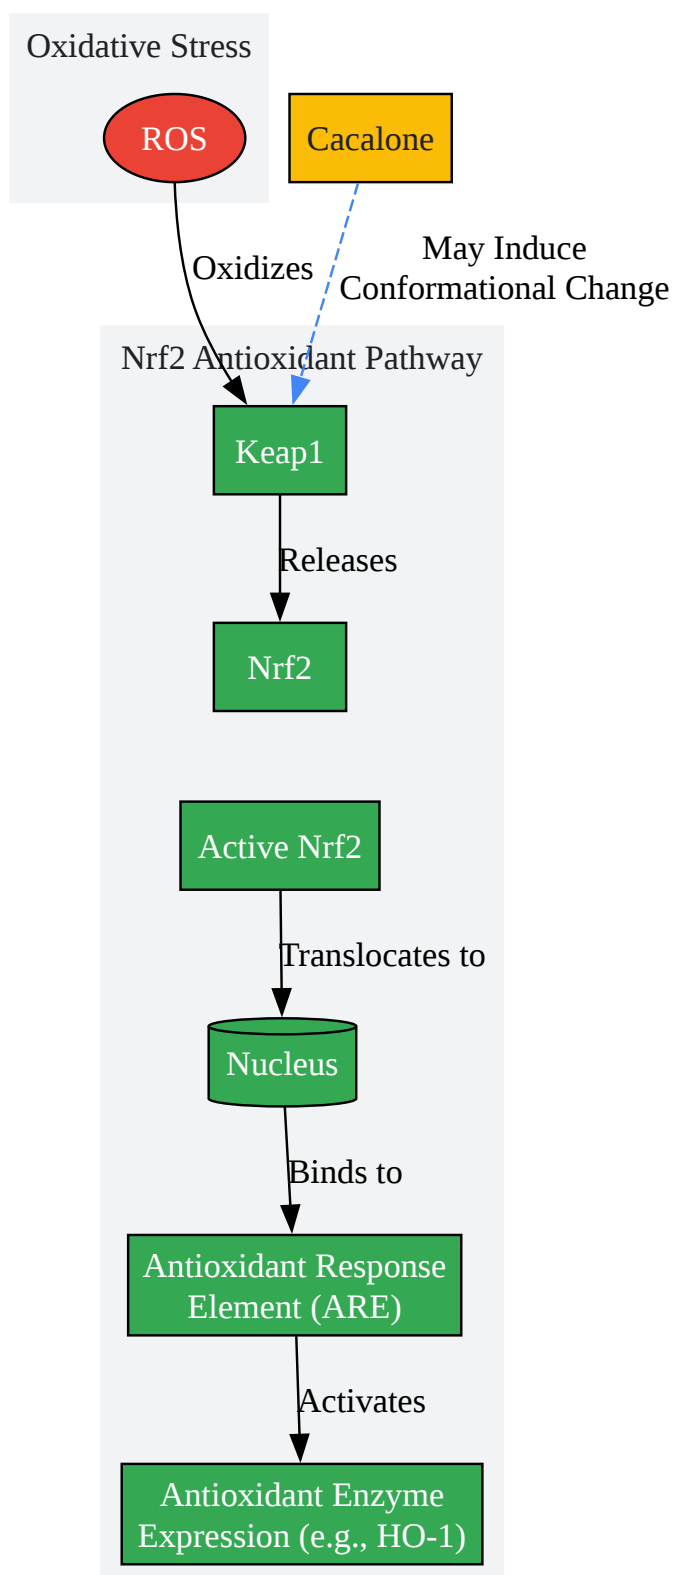 Oxidative Stress
ROS
Cacalone
Oxidizes
May Induce
Conformational Change
Nrf2 Antioxidant Pathway
Keap1
Releases
Nrf2
Active Nrf2
Translocates to
Nucleus
Binds to
Antioxidant Response
Element (ARE)
Activates
Antioxidant Enzyme
Expression (e.g., HO-1)